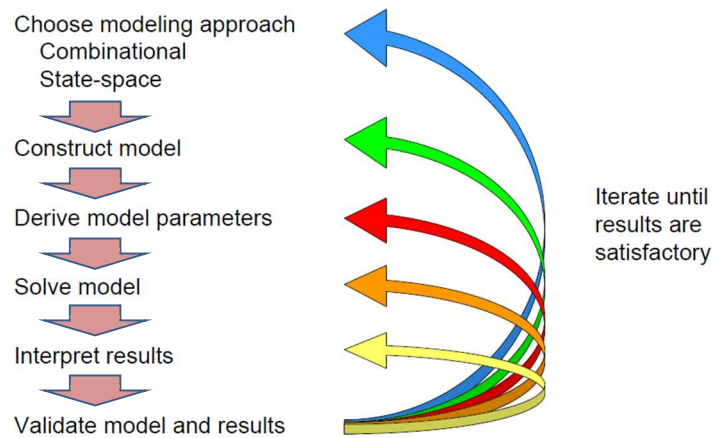 Choose modeling approach
Combinational
State-space
Construct model
Derive model parameters
Solve model
Interpret results
Validate model and results
Iterate until
results are
satisfactory